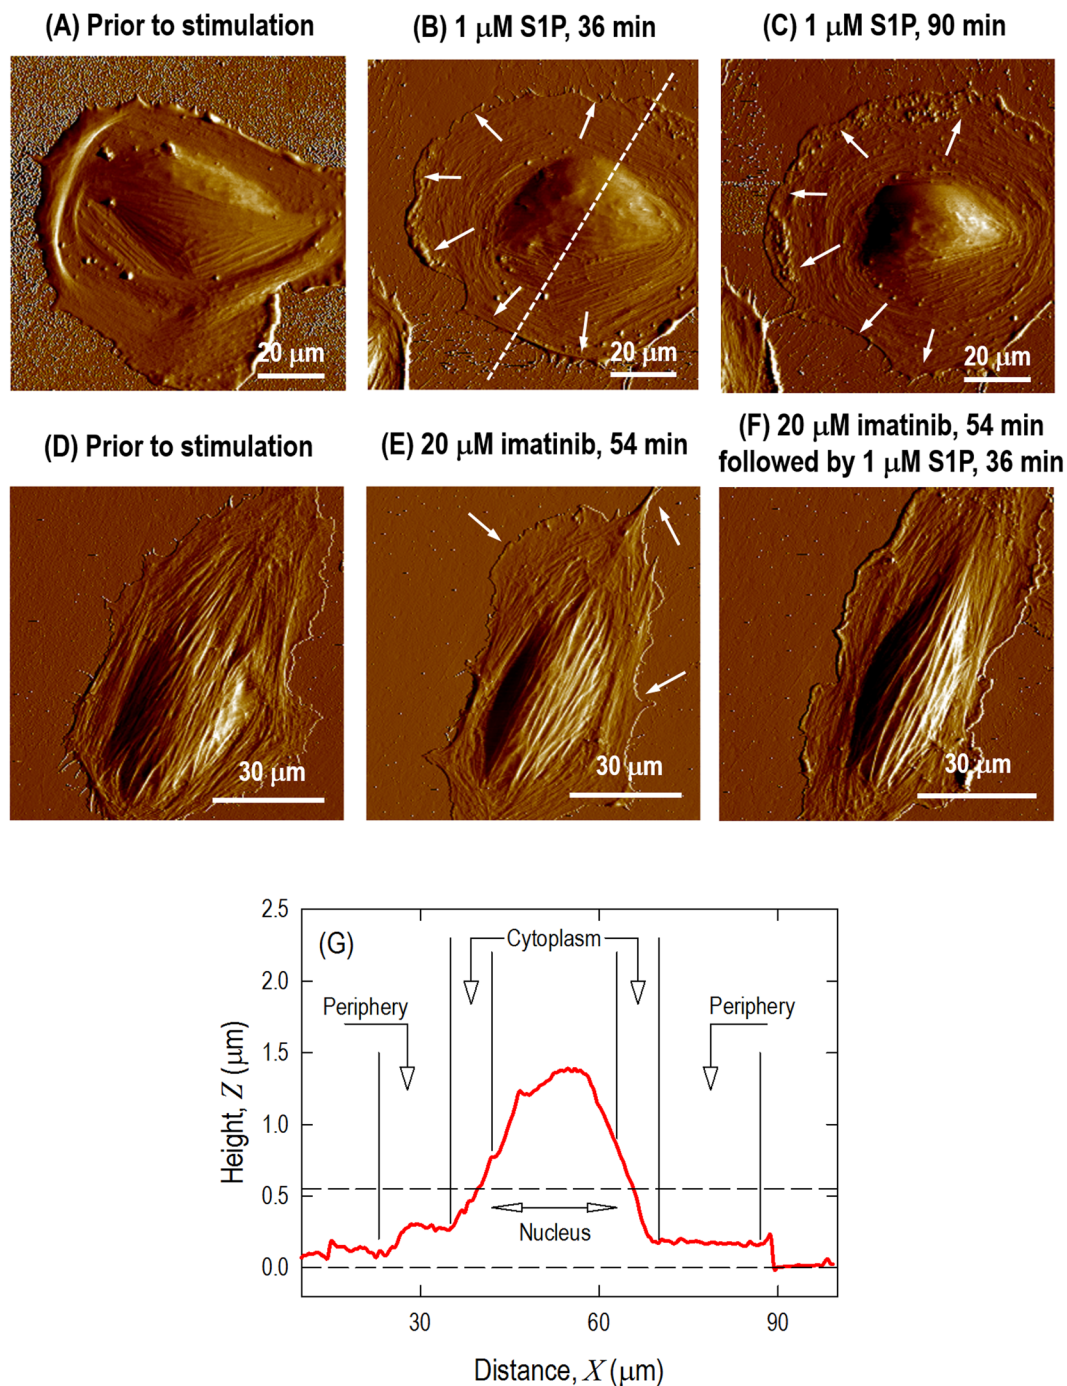 (A) Prior to stimulation
(B) 1 μM S1P, 36 min
(C) 1 μM S1P, 90 min
20 μm
20 μm
20 μm
(D) Prior to stimulation
(E) 20 μM imatinib, 54 min
(F) 20 μM imatinib, 54 min
followed by 1 μM S1P, 36 min
30 μm
30 μm
30 μm
(G)
2.5
2.0
1.5
1.0
0.5
0.0
Height, Z (μm)
Cytoplasm
Periphery
Periphery
Nucleus
30
60
90
Distance, X (μm)